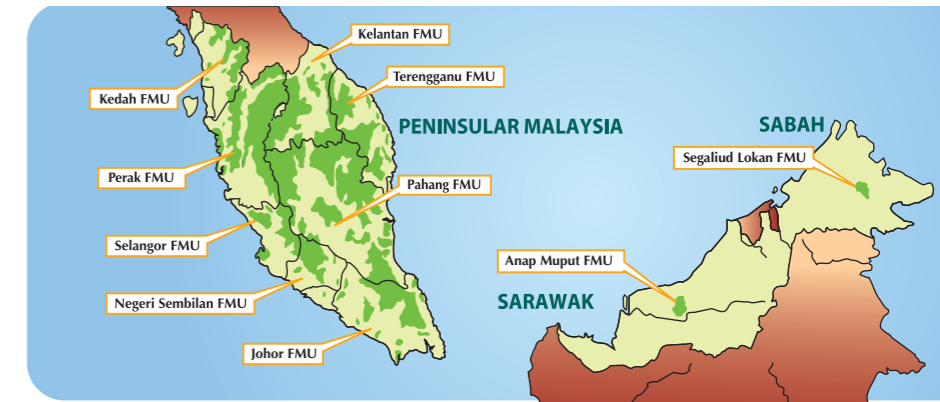 Kelantan FMU
Terengganu FMU
Kedah FMU
PENINSULAR MALAYSIA
SABAH
Segaliud Lokan FMU
Perak FMU
Pahang FMU
Selangor FMU
Anap Muput FMU
Negeri Sembilan FMU
SARAWAK
Johor FMU